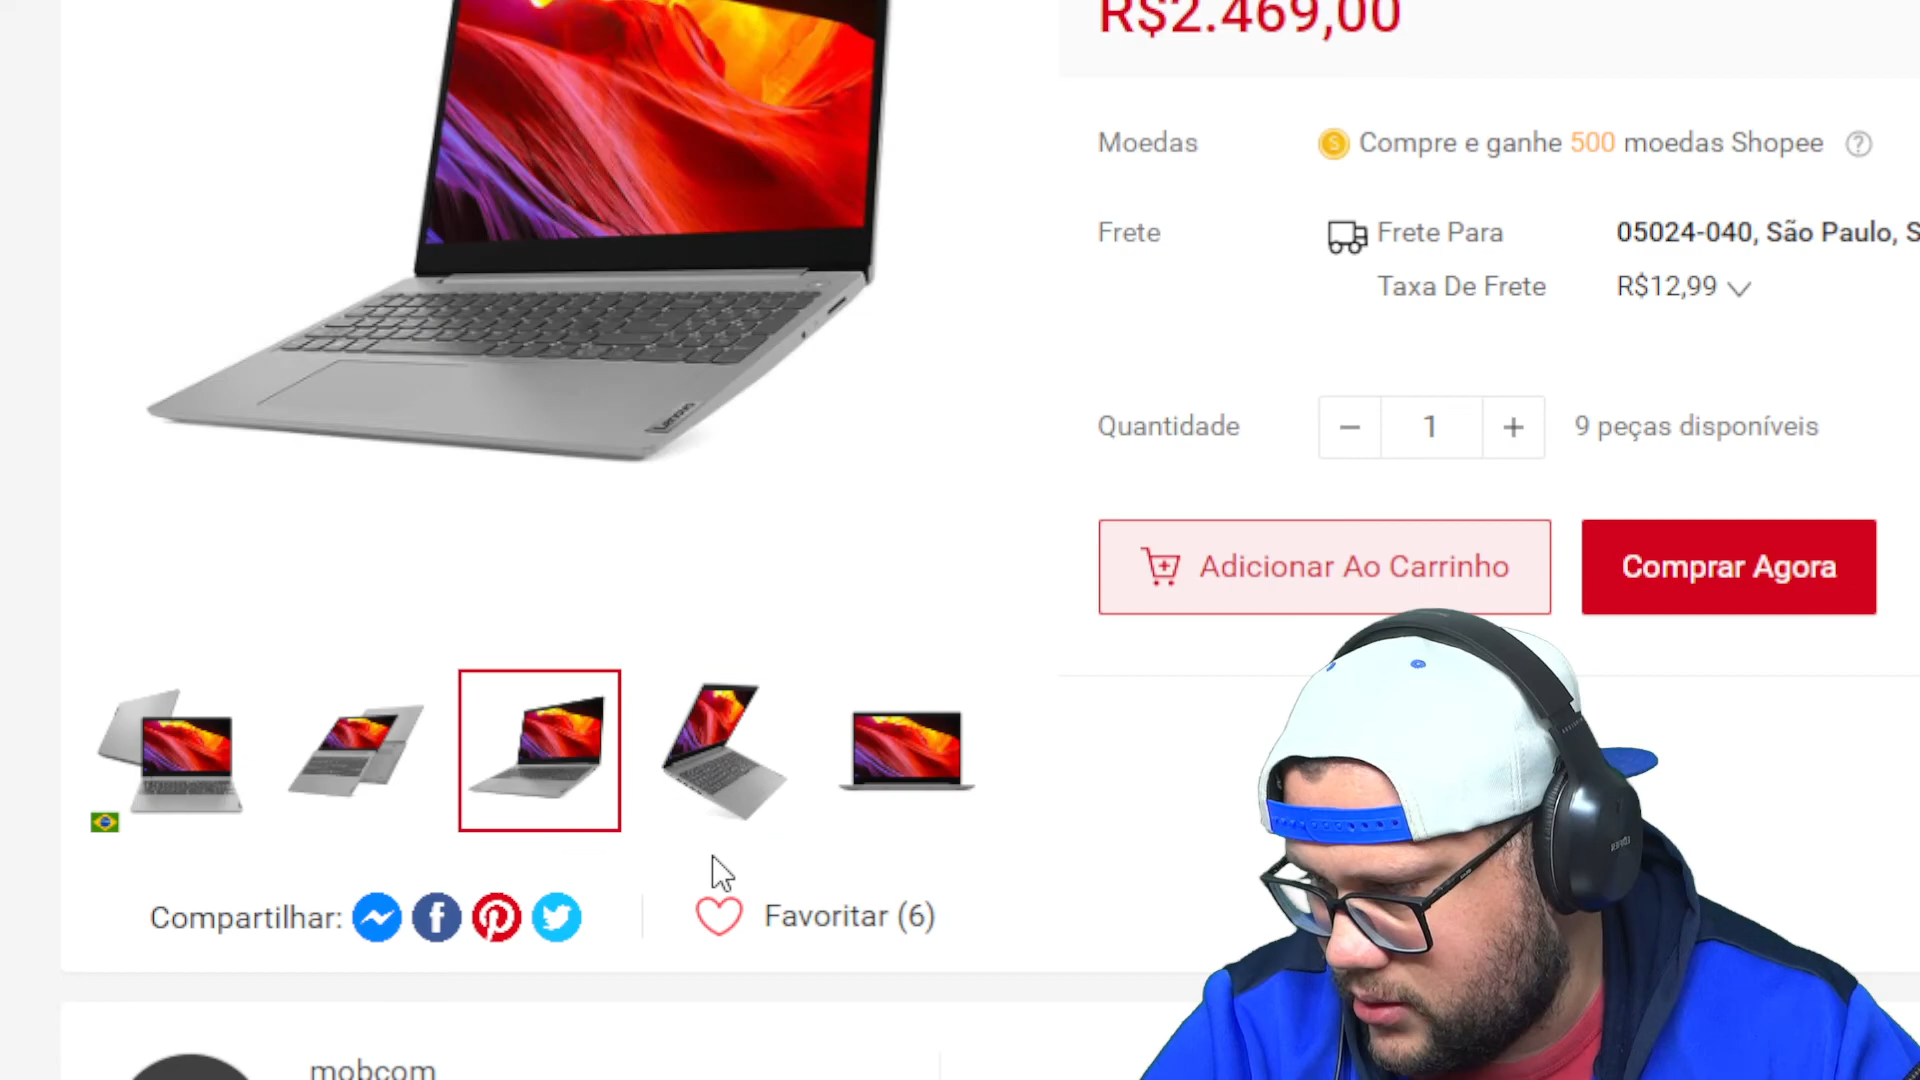 R$2.469,00
Moedas
Compre e ganhe 500 moedas Shopee
Frete
Frete Para
05024-040, São Paulo, S
Taxa De Frete
R$12,99
Quantidade
1
9 peças disponíveis
Adicionar Ao Carrinho
Comprar Agora
Lenovo
Compartilhar:
Favoritar (6)
mobcom